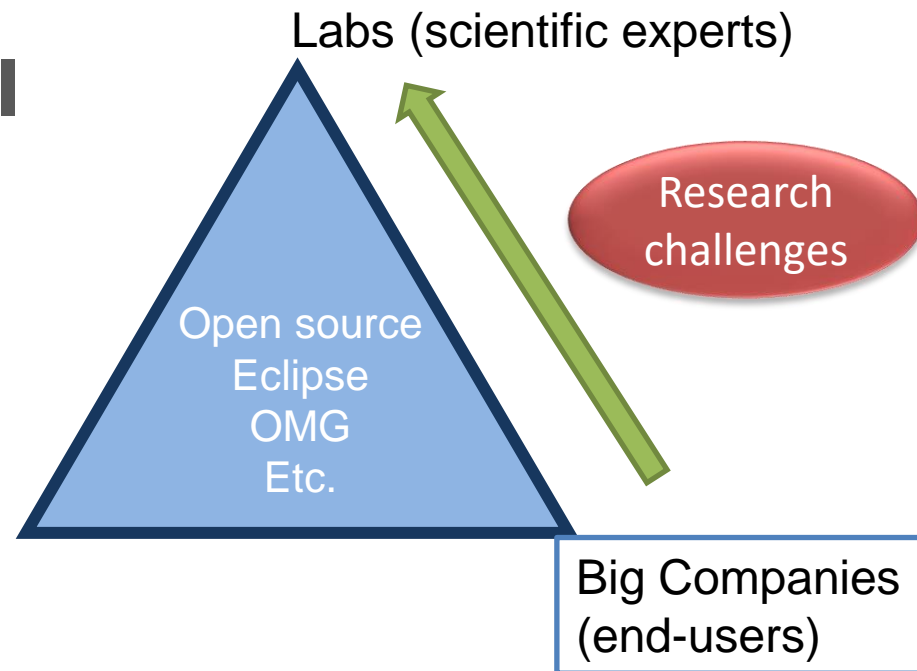 Labs (scientific experts)
Research
challenges
Open source
Eclipse
OMG
Etc.
Big Companies
(end-users)